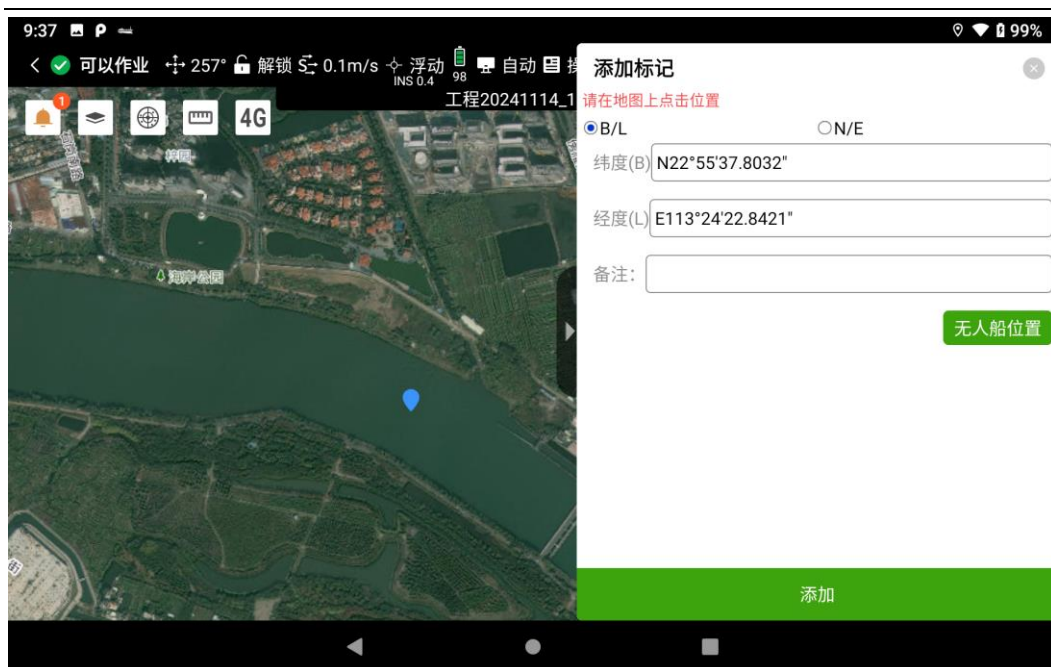 9:37
99%
可以作业 257° 解锁 0.1m/s 浮动 98 自动
INS 0.4
工程20241114_1
1
4G
海岸公园
添加标记
请在地图上点击位置
B/L N/E
纬度(B) N22°55'37.8032"
经度(L) E113°24'22.8421"
备注:
无人船位置
添加